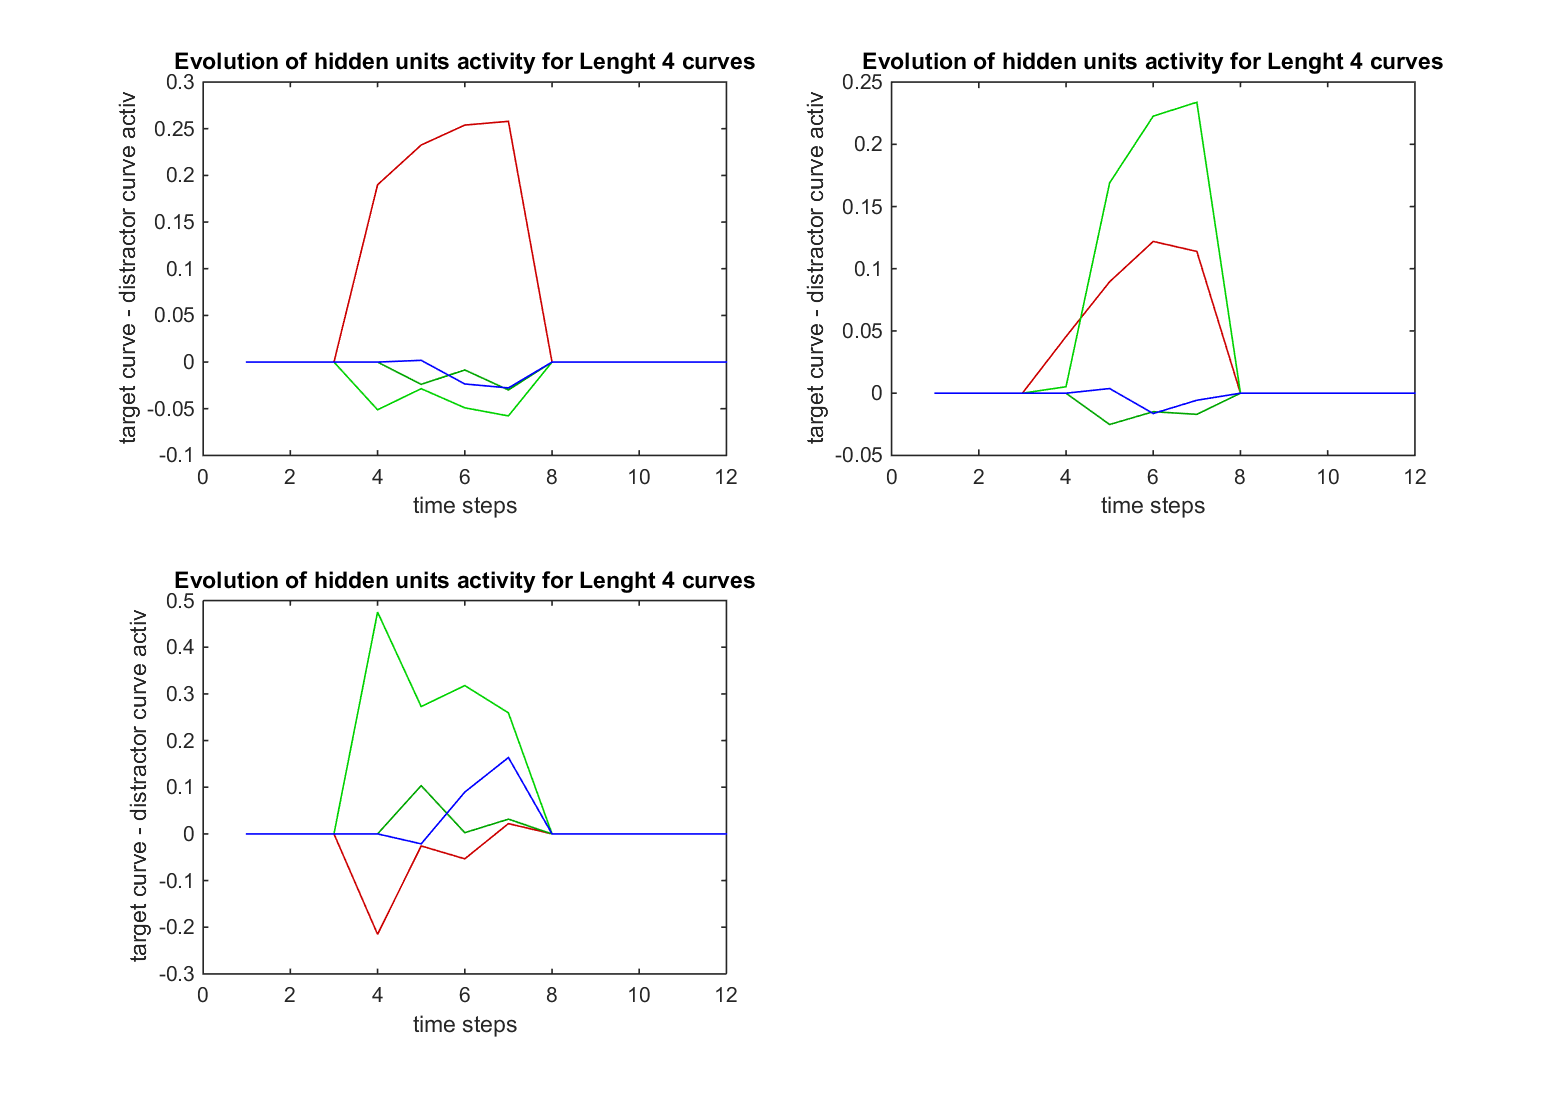 Evolution of hidden units activity for Lenght 4 curves
target curve - distractor curve activ
0.3
0.25
0.2
0.15
0.1
0.05
0
-0.05
-0.1
0 2 4 6 8 10 12
time steps
Evolution of hidden units activity for Lenght 4 curves
target curve - distractor curve activ
0.25
0.2
0.15
0.1
0.05
0
-0.05
0 2 4 6 8 10 12
time steps
Evolution of hidden units activity for Lenght 4 curves
target curve - distractor curve activ
0.5
0.4
0.3
0.2
0.1
0
-0.1
-0.2
-0.3
0 2 4 6 8 10 12
time steps